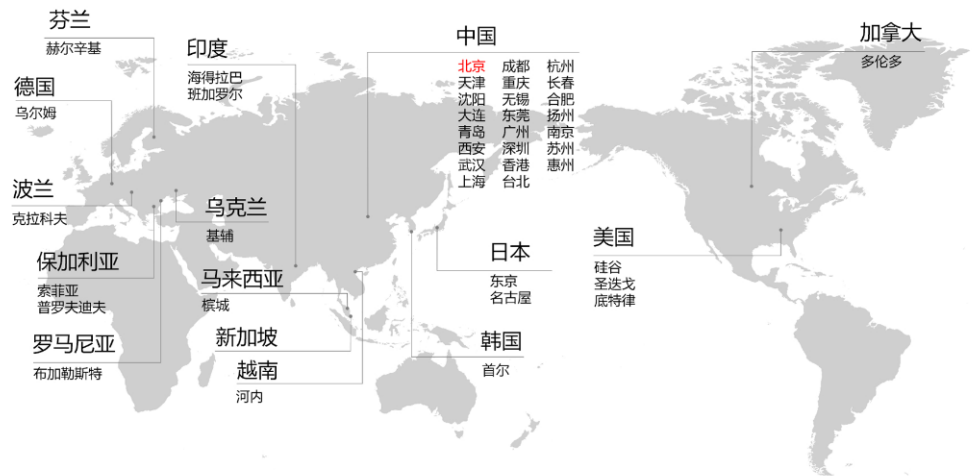 芬兰
赫尔辛基
德国
乌尔姆
波兰
克拉科夫
保加利亚
索菲亚
普罗夫迪夫
罗马尼亚
布加勒斯特
印度
海得拉巴
班加罗尔
乌克兰
基辅
马来西亚
槟城
新加坡
越南
河内
中国
北京 成都 杭州
天津 重庆 长春
沈阳 无锡 合肥
大连 东莞 扬州
青岛 广州 南京
西安 深圳 苏州
武汉 香港 惠州
上海 台北
日本
东京
名古屋
韩国
首尔
美国
硅谷
圣迭戈
底特律
加拿大
多伦多